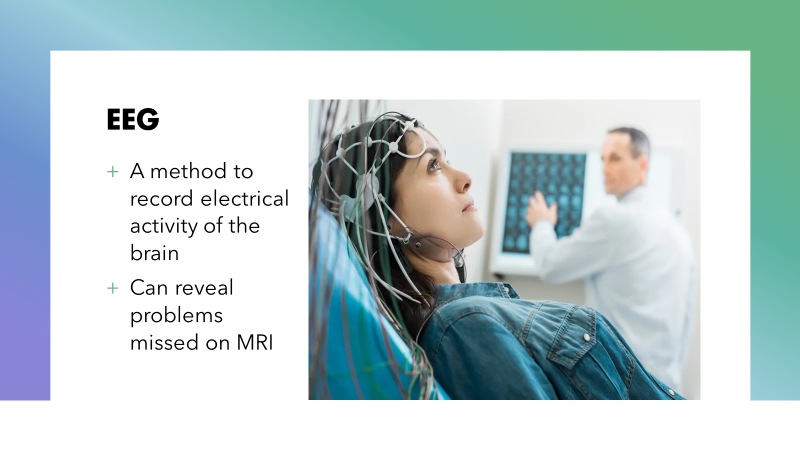 EEG
+ A method to
record electrical
activity of the
brain
+ Can reveal
problems
missed on MRI